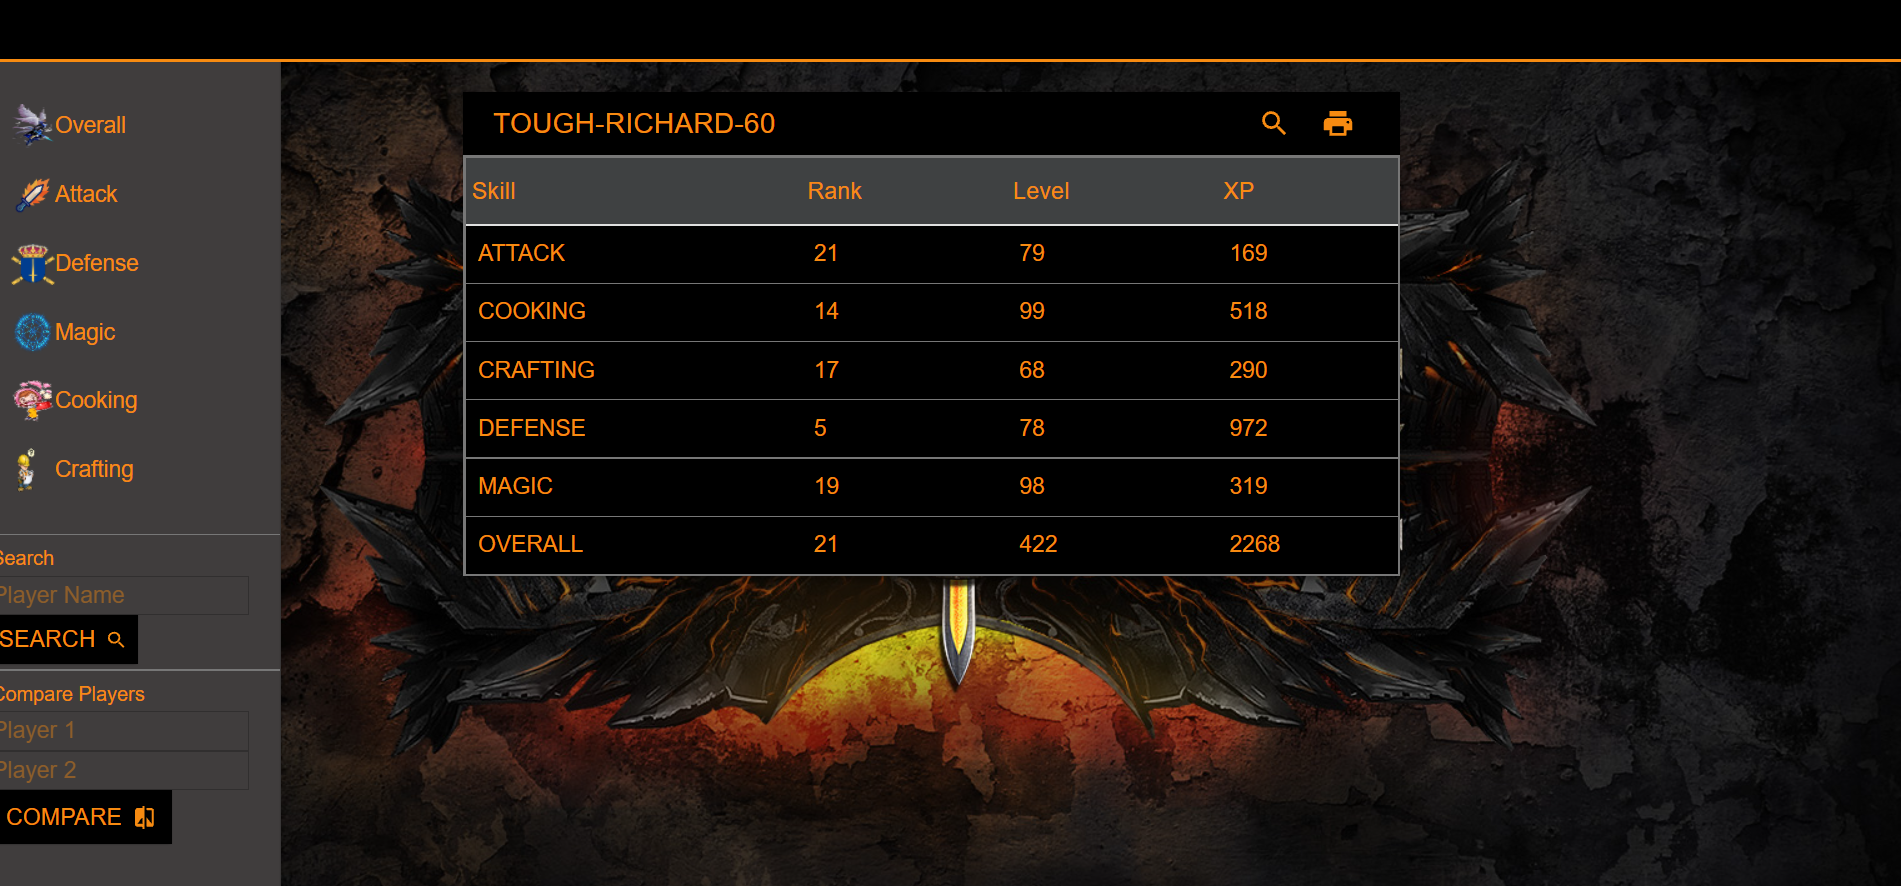 Overall
Attack
Defense
Magic
Cooking
Crafting
Search
Player Name
SEARCH
Compare Players
Player 1
Player 2
COMPARE
TOUGH-RICHARD-60
Skill Rank Level XP
ATTACK 21 79 169
COOKING 14 99 518
CRAFTING 17 68 290
DEFENSE 5 78 972
MAGIC 19 98 319
OVERALL 21 422 2268